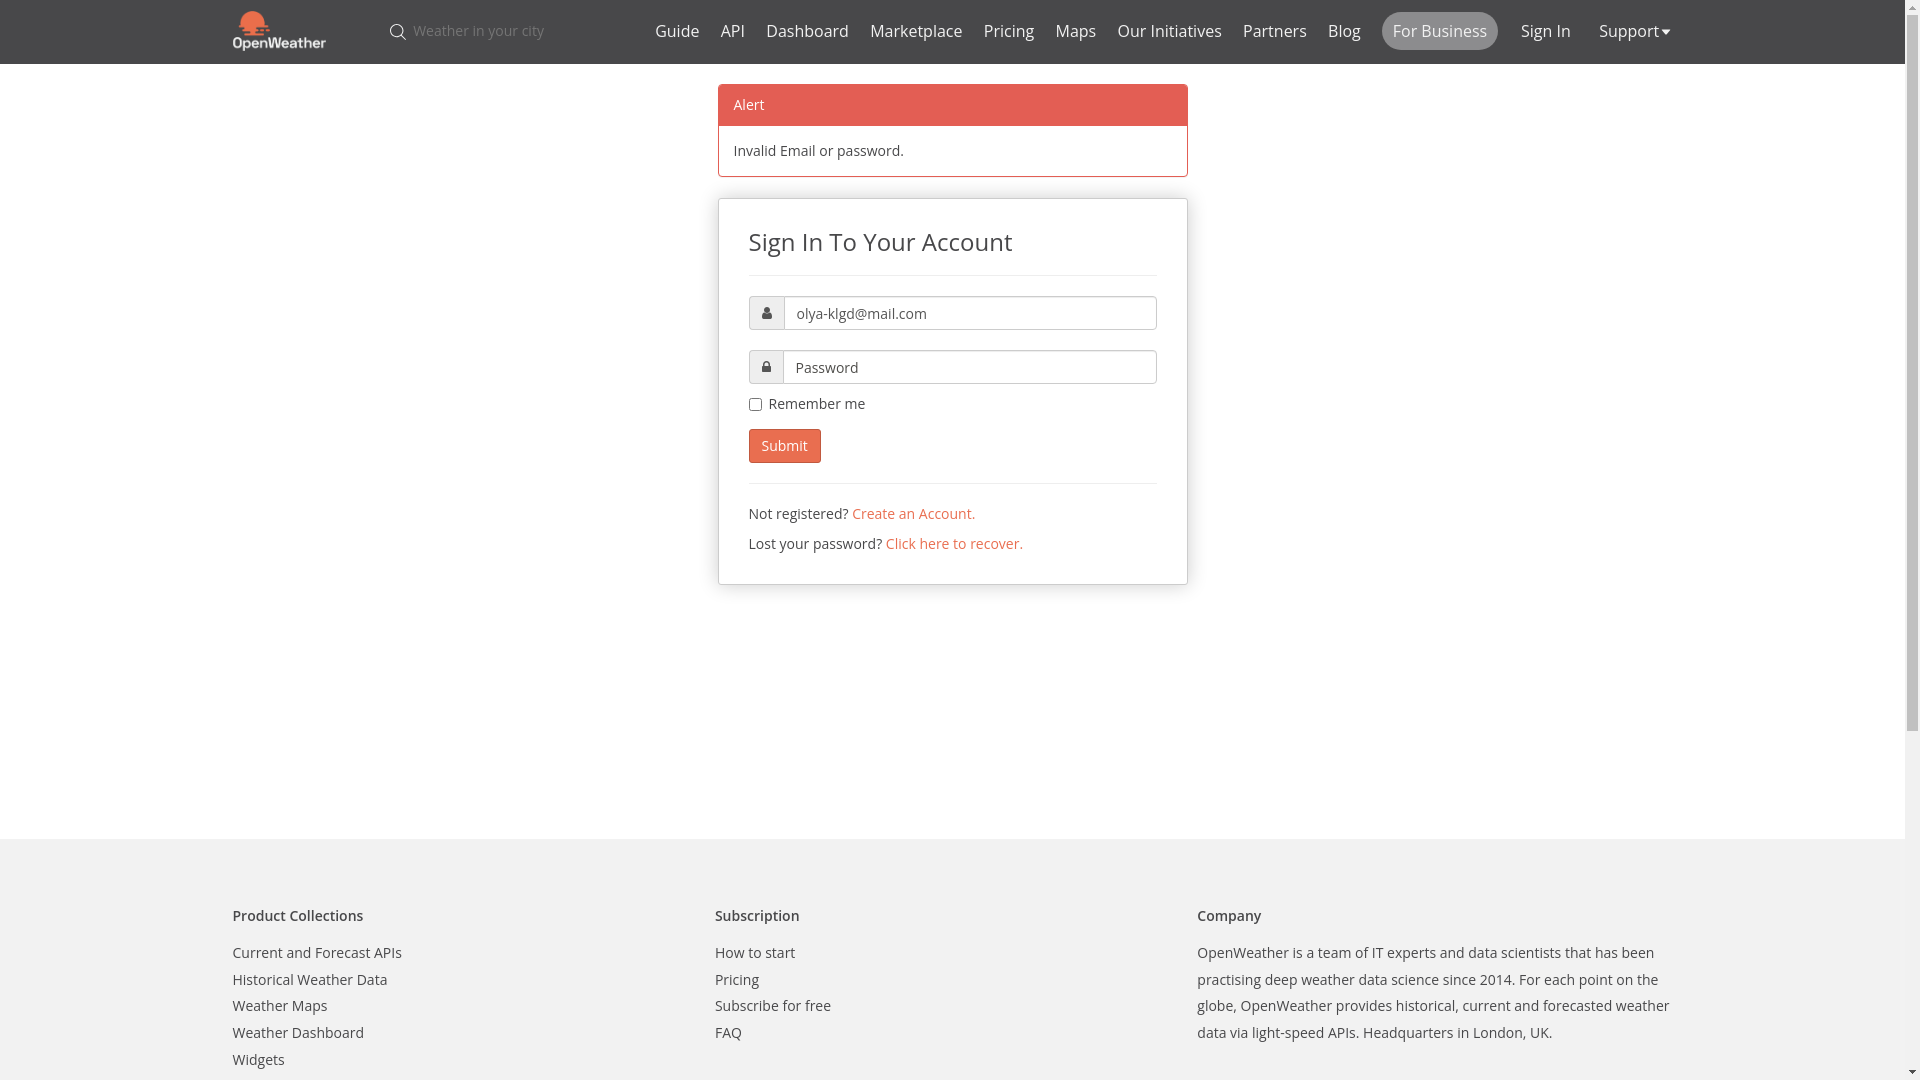 OpenWeather
Weather in your city
Guide
API
Dashboard
Marketplace
Pricing
Maps
Our Initiatives
Partners
Blog
For Business
Sign In
Support
Alert
Invalid Email or password.
Sign In To Your Account
olya-klgd@mail.com
Password
Remember me
Submit
Not registered? Create an Account.
Lost your password? Click here to recover.
Product Collections
Current and Forecast APIs
Historical Weather Data
Weather Maps
Weather Dashboard
Widgets
Subscription
How to start
Pricing
Subscribe for free
FAQ
Company
OpenWeather is a team of IT experts and data scientists that has been
practising deep weather data science since 2014. For each point on the
globe, OpenWeather provides historical, current and forecasted weather
data via light-speed APIs. Headquarters in London, UK.